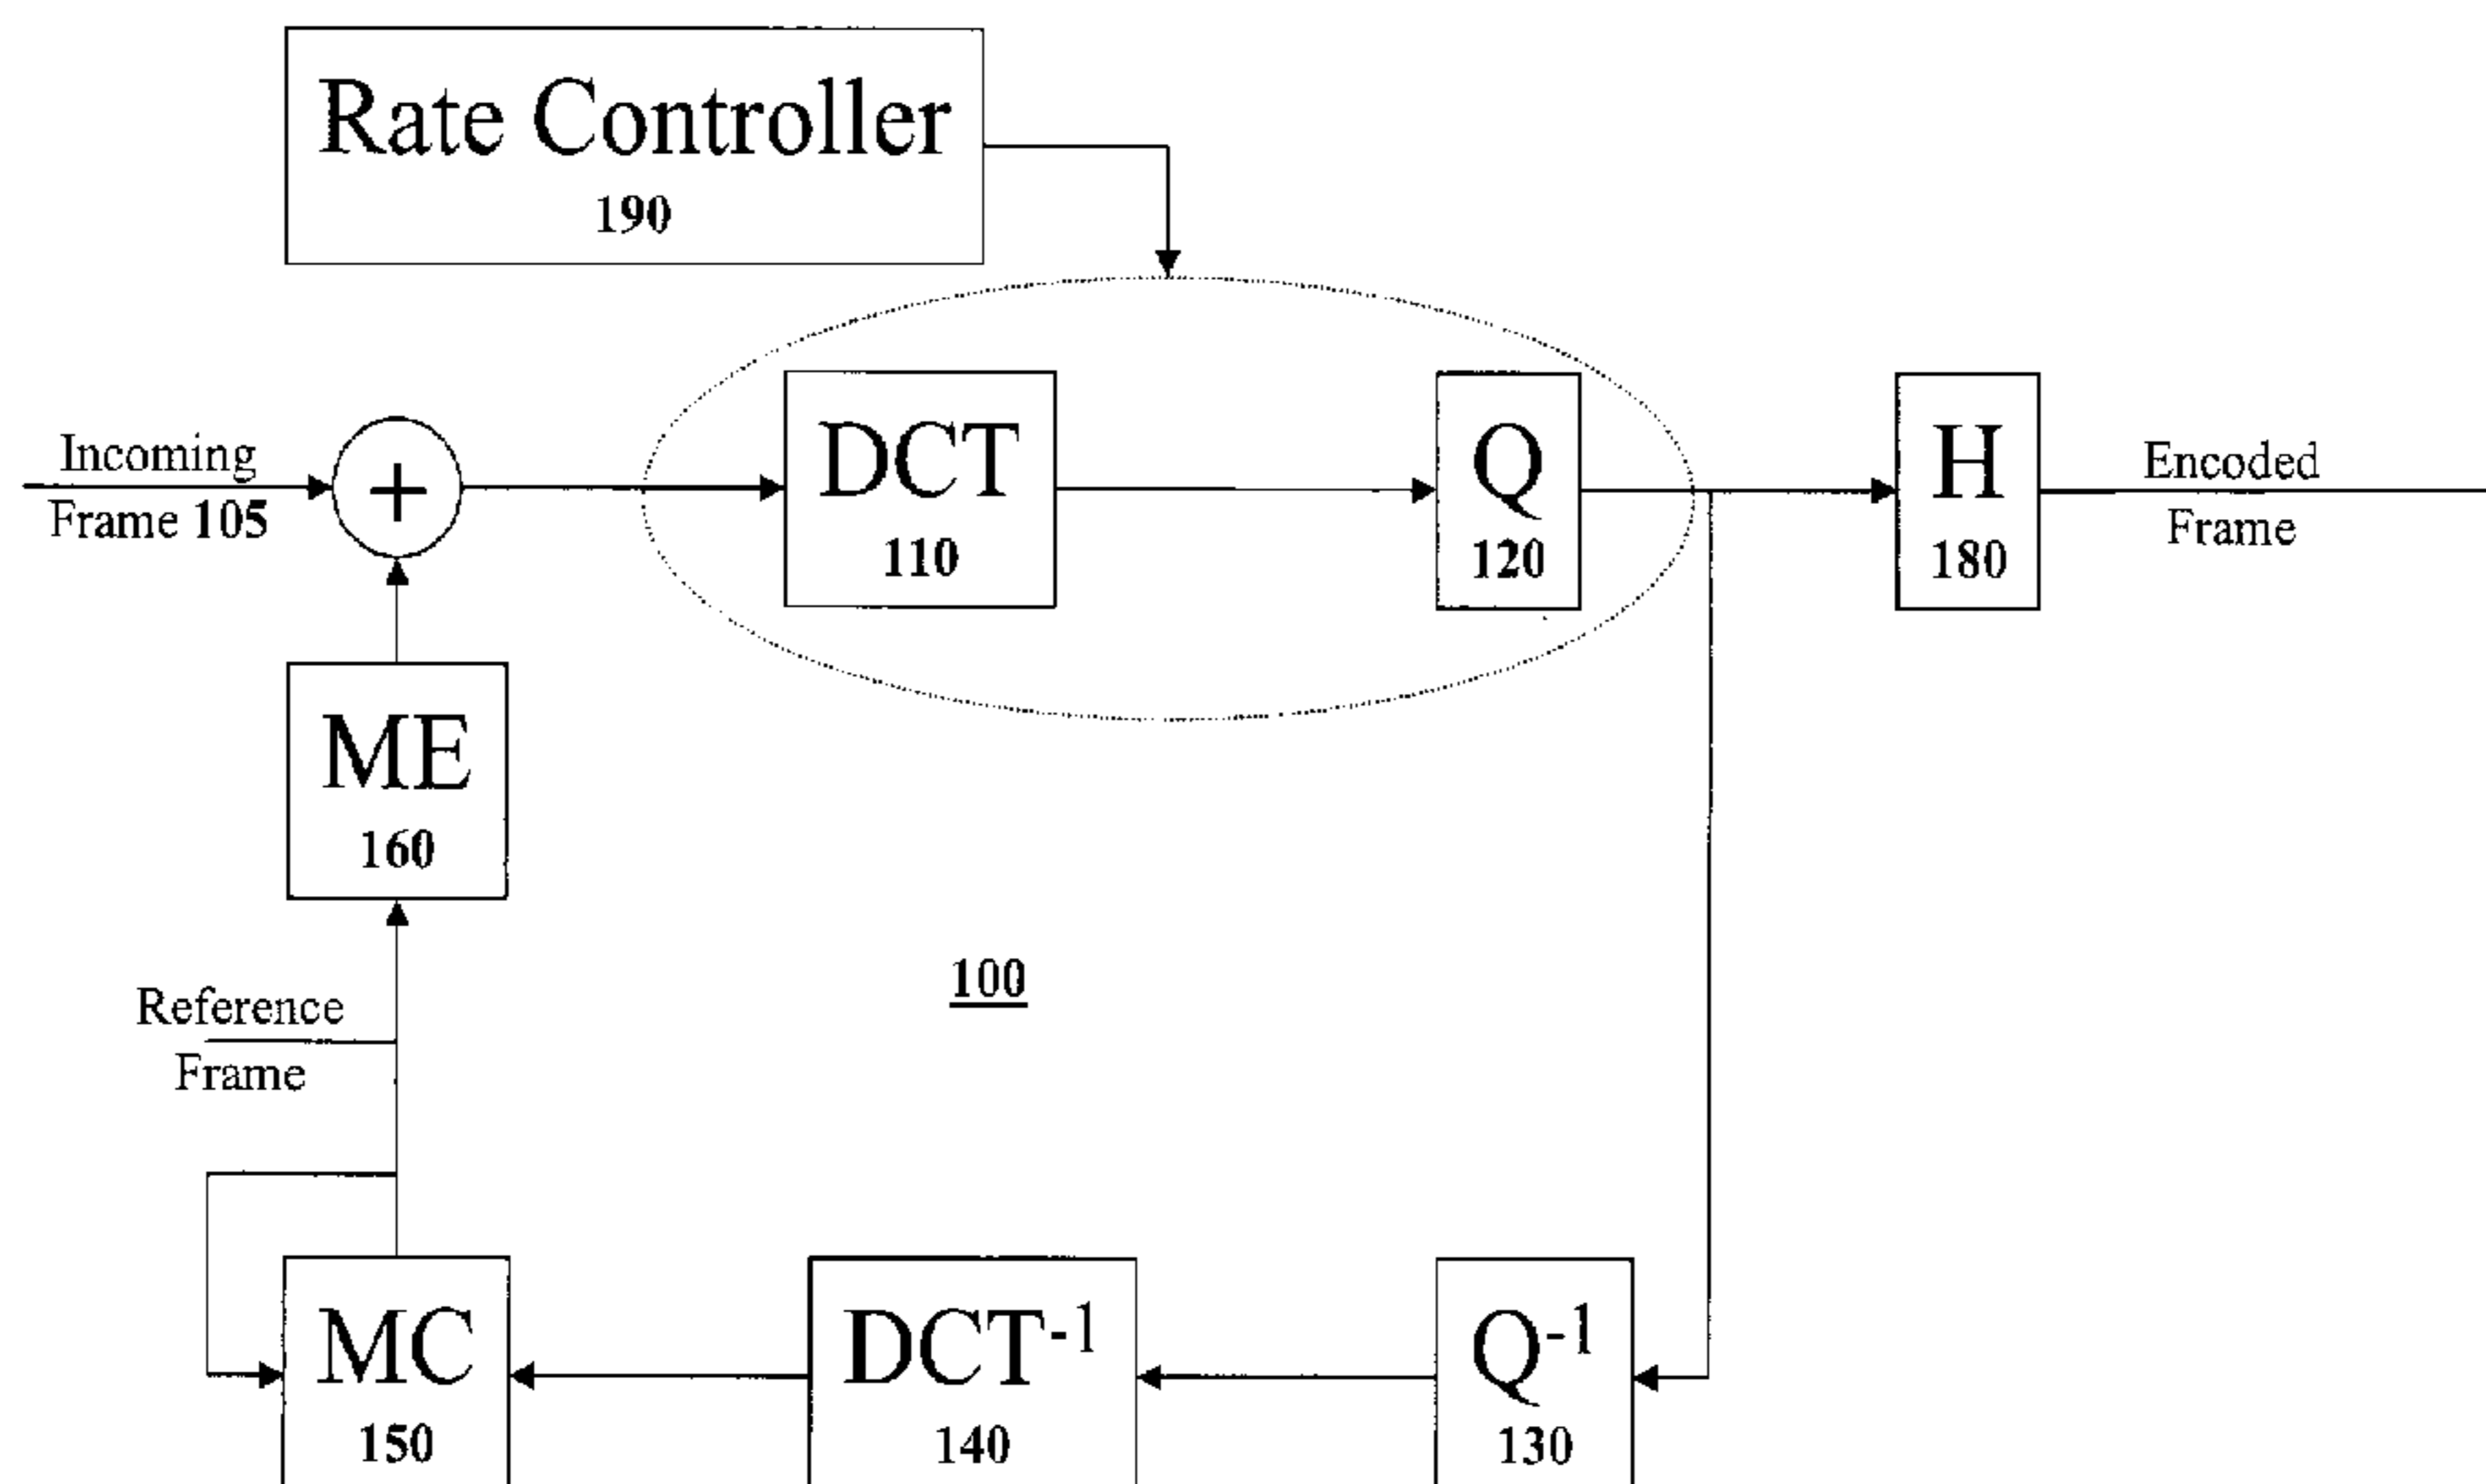 Rate Controller
190
Incoming
Frame 105
+
DCT
110
Q
120
H
180
Encoded
Frame
ME
160
100
Reference
Frame
MC
150
DCT-1
140
Q-1
130